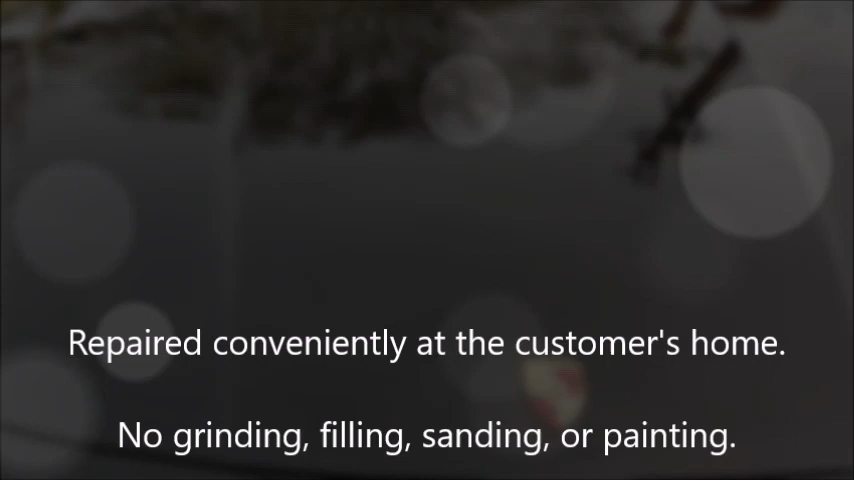 Repaired conveniently at the customer's home.
No grinding, filling, sanding, or painting.